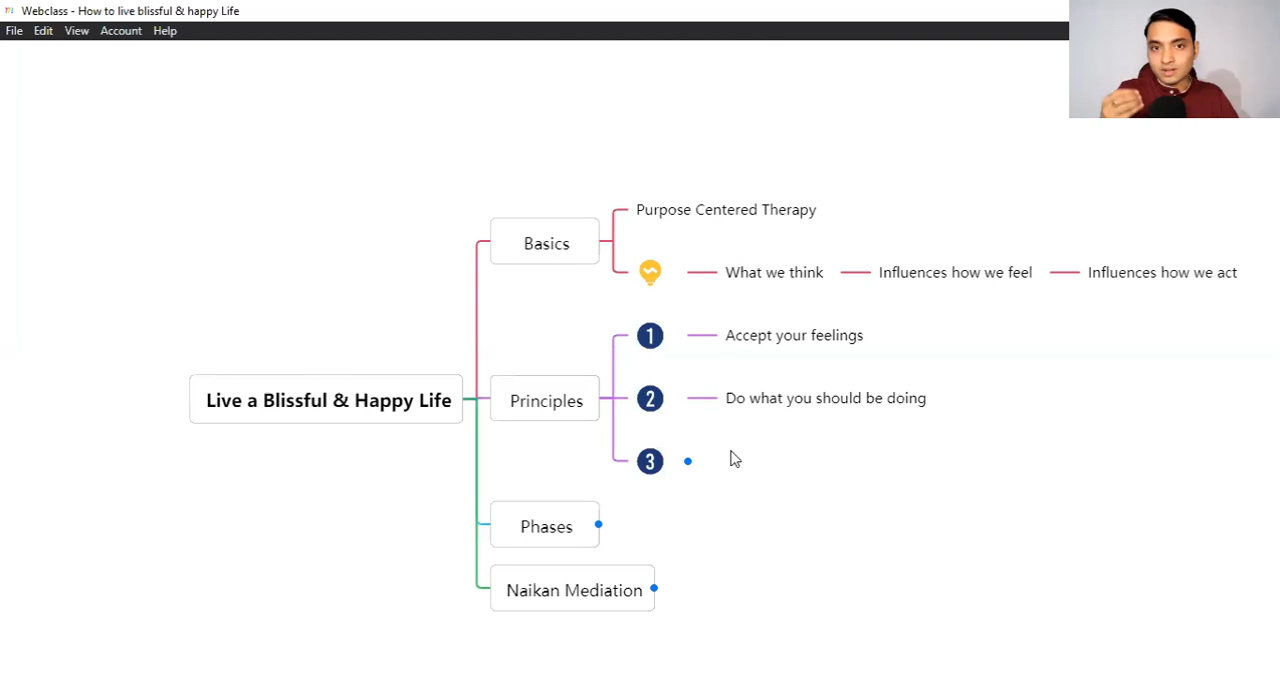 Webclass - How to live blissful & happy Life
File Edit View Account Help
Purpose Centered Therapy
Basics
What we think Influences how we feel Influences how we act
1 Accept your feelings
Live a Blissful & Happy Life
Principles
2 Do what you should be doing
3
Phases
Naikan Mediation